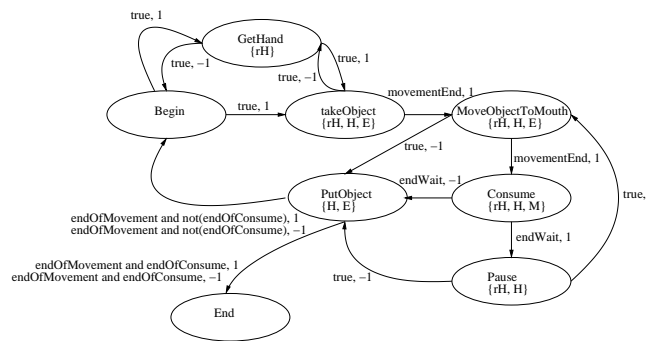 true, 1
GetHand
{rH}
true, −1
true, 1
true, −1
movementEnd, 1
Begin
true, 1
takeObject
{rH, H, E}
MoveObjectToMouth
{rH, H, E}
true, −1
movementEnd, 1
endWait, −1
PutObject
{H, E}
Consume
{rH, H, M}
true,
endOfMovement and not(endOfConsume), 1
endOfMovement and not(endOfConsume), −1
endWait, 1
endOfMovement and endOfConsume, 1
endOfMovement and endOfConsume, −1
true, −1
Pause
{rH, H}
End